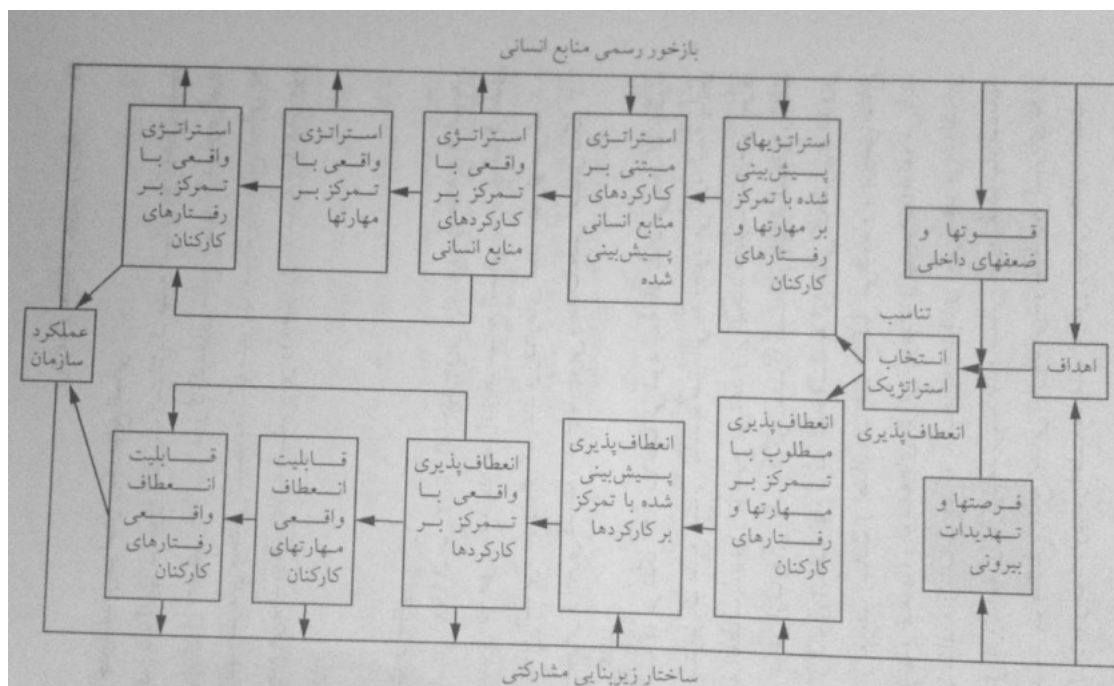 بازخور رسمی منابع انسانی
اهداف
قوتها و
ضعفهای داخلی
فرصتها و
تهدیدات
بیرونی
تناسب
انتخاب
استراتژیک
انعطاف‌پذیری
استراتژیهای
پیش‌بینی
شده با تمرکز
بر مهارتها و
رفتارهای
کارکنان
استراتژی
مبتنی بر
کارکردهای
منابع انسانی
پیش‌بینی
شده
استراتژی
واقعی با
تمرکز بر
کارکردهای
منابع انسانی
استراتژی
واقعی با
تمرکز بر
مهارتها
استراتژی
واقعی با
تمرکز بر
رفتارهای
کارکنان
عملکرد
سازمان
انعطاف‌پذیری
مطلوب با
تمرکز بر
مهارتها و
رفتارهای
کارکنان
انعطاف‌پذیری
پیش‌بینی
شده با تمرکز
بر کارکردها
انعطاف‌پذیری
واقعی با
تمرکز بر
کارکردها
قابلیت
انعطاف
واقعی
مهارتهای
کارکنان
قابلیت
انعطاف
واقعی
رفتارهای
کارکنان
ساختار زیربنایی مشارکتی